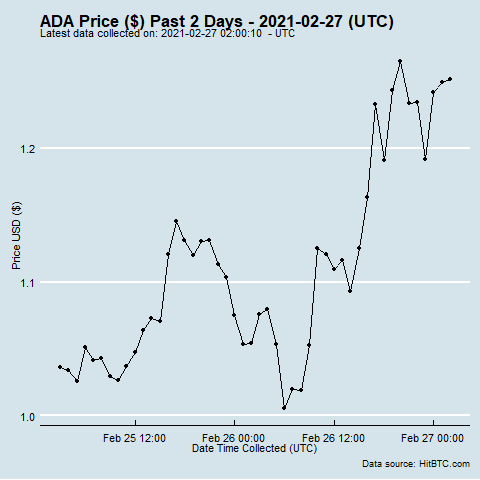 ADA Price ($) Past 2 Days - 2021-02-27 (UTC)
Latest data collected on: 2021-02-27 02:00:10 - UTC
Price USD ($)
1.2
1.1
1.0
Feb 25 12:00 Feb 26 00:00 Feb 26 12:00 Feb 27 00:00
Date Time Collected (UTC)
Data source: HitBTC.com